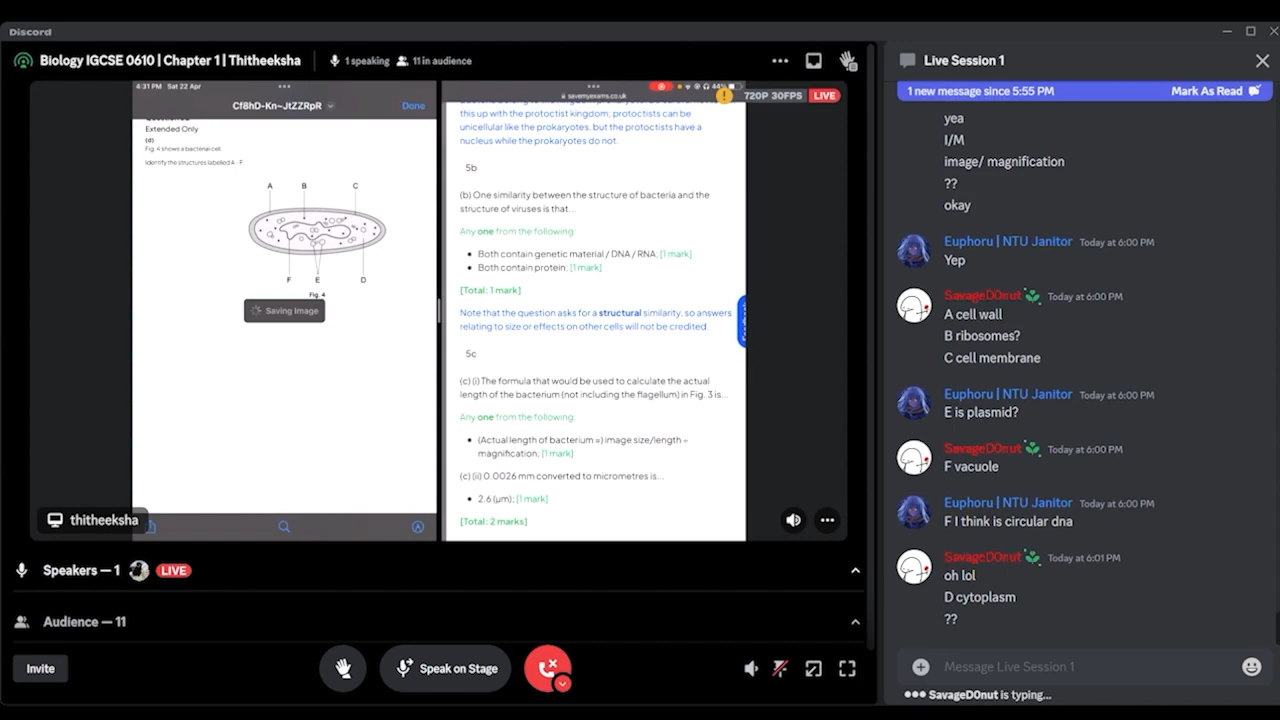 Discord
Biology IGSCE 0610 | Chapter 1 | Thitheeksha
1 speaking
11 in audience
4:31 PM Sat 22 Apr
Cf8hD-Kn~JtZZRpR
Done
Extended Only
(d)
Fig. 4 shows a bacterial cell.
Identify the structures labelled A - F
A B C
F E D
Fig. 4
Saving Image
savemyexams.co.uk
44%
720P 30FPS
LIVE
this up with the protoctist kingdom; protoctists can be
unicellular like the prokaryotes, but the protoctists have a
nucleus while the prokaryotes do not.
5b
(b) One similarity between the structure of bacteria and the
structure of viruses is that...
Any one from the following:
• Both contain genetic material / DNA / RNA; [1 mark]
• Both contain protein; [1 mark]
[Total: 1 mark]
Note that the question asks for a structural similarity, so answers
relating to size or effects on other cells will not be credited.
5c
(c) (i) The formula that would be used to calculate the actual
length of the bacterium (not including the flagellum) in Fig. 3 is...
Any one from the following:
• (Actual length of bacterium =) image size/length ÷
magnification; [1 mark]
(c) (ii) 0.0026 mm converted to micrometres is...
• 2.6 (μm); [1 mark]
[Total: 2 marks]
thitheeksha
Speakers — 1
LIVE
Audience — 11
Invite
Speak on Stage
Live Session 1
1 new message since 5:55 PM
Mark As Read
yea
I/M
image/ magnification
??
okay
Euphoru | NTU Janitor Today at 6:00 PM
Yep
SavageD0nut Today at 6:00 PM
A cell wall
B ribosomes?
C cell membrane
Euphoru | NTU Janitor Today at 6:00 PM
E is plasmid?
SavageD0nut Today at 6:00 PM
F vacuole
Euphoru | NTU Janitor Today at 6:00 PM
F I think is circular dna
SavageD0nut Today at 6:01 PM
oh lol
D cytoplasm
??
Message Live Session 1
SavageD0nut is typing...